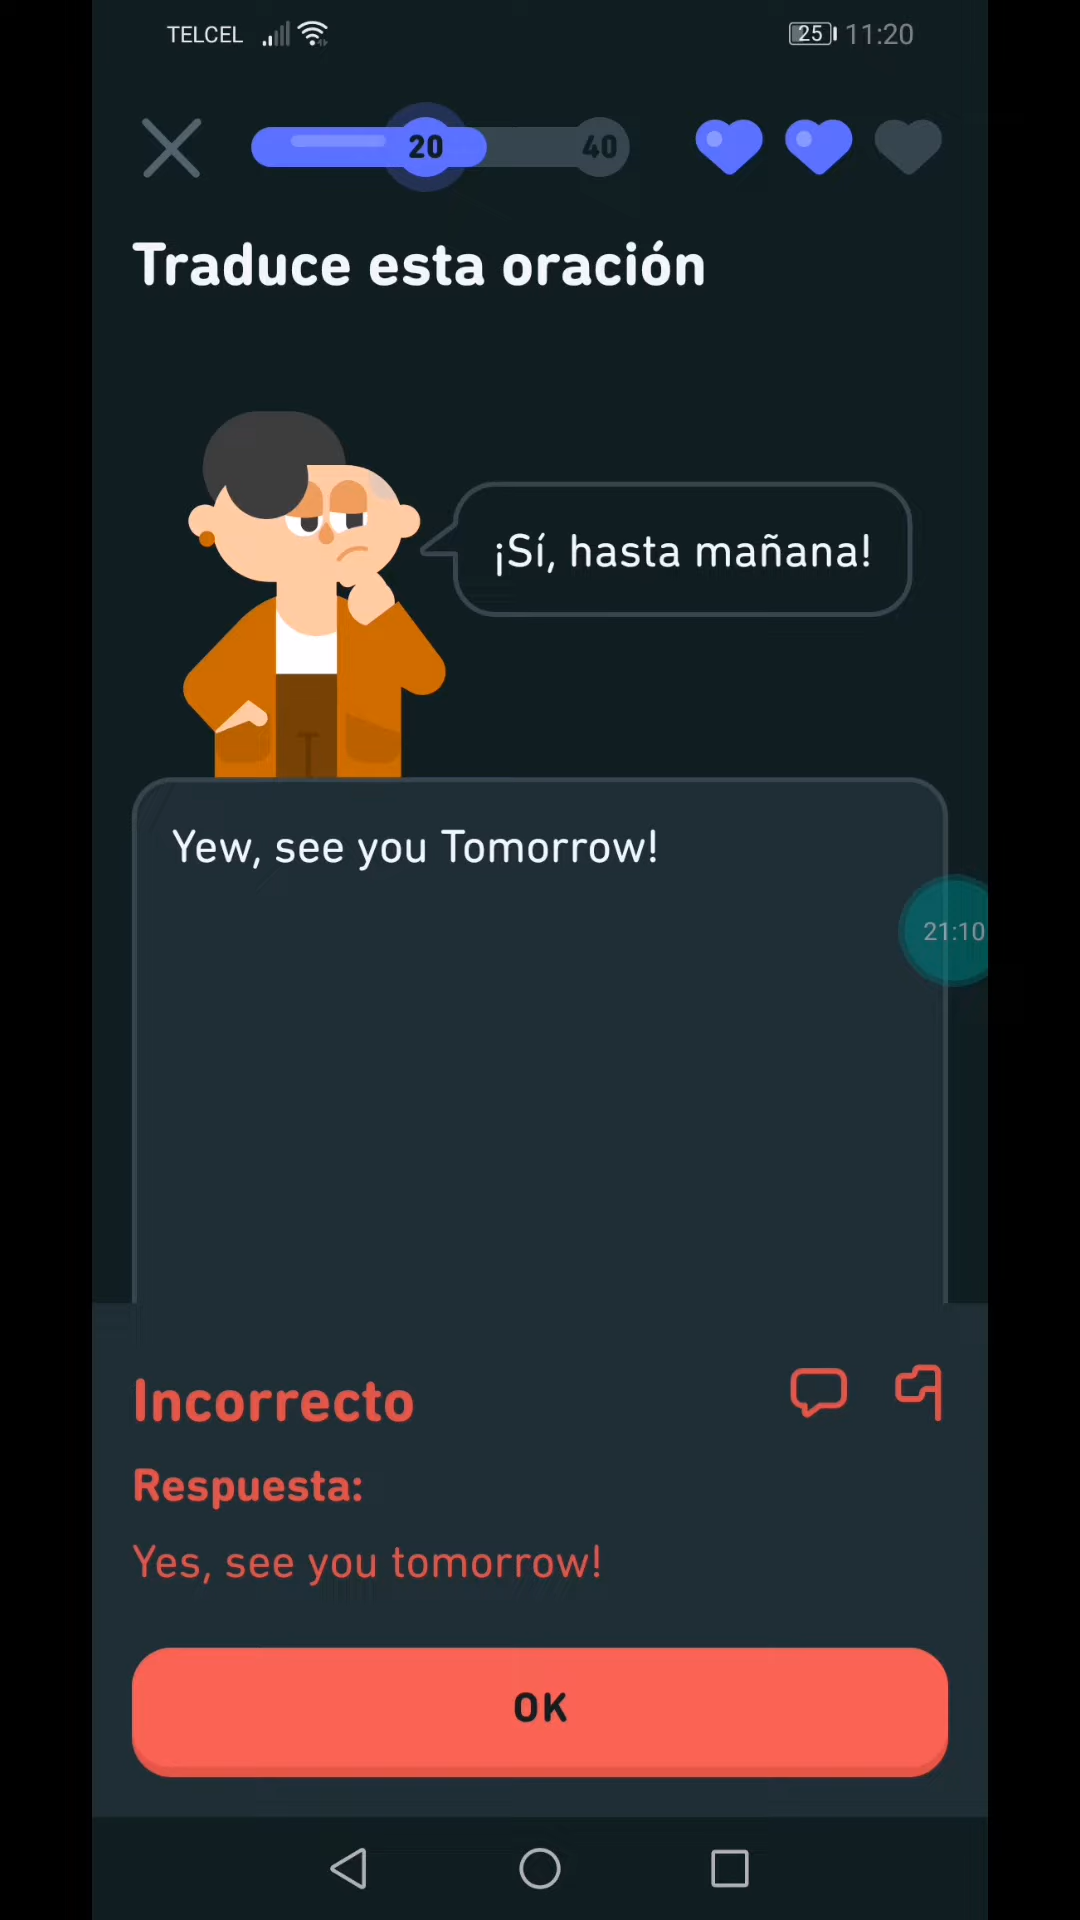 TELCEL 25 11:20
20 40
Traduce esta oración
¡Sí, hasta mañana!
Yew, see you Tomorrow!
21:10
Incorrecto
Respuesta:
Yes, see you tomorrow!
OK